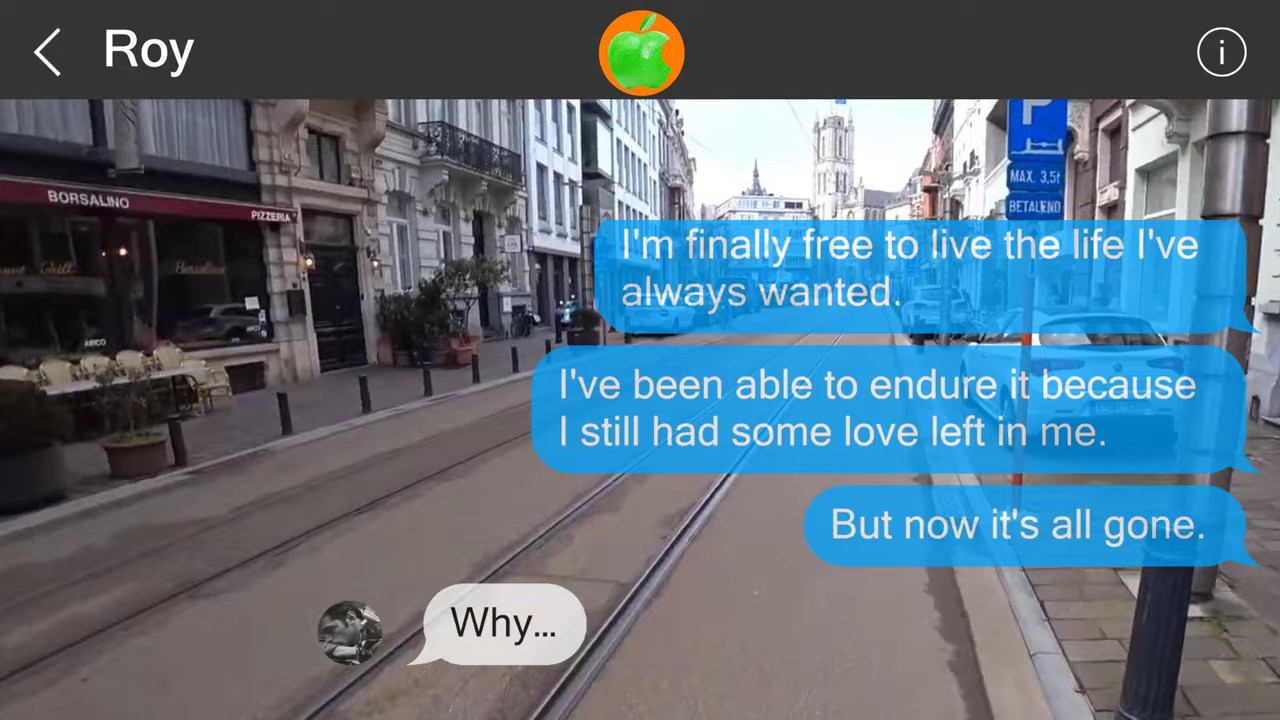 Roy
i
BORSALINO
PIZZERIA
P
MAX. 3,5t
BETALEND
I'm finally free to live the life I've
always wanted.
I've been able to endure it because
I still had some love left in me.
But now it's all gone.
Why...